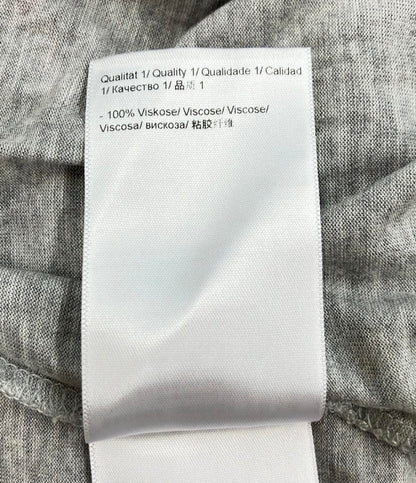 Qualität 1/ Quality 1/ Qualidade 1/ Calidad
1/ Качество 1/ 品质 1
- 100% Viskose/ Viscose/ Viscose/
Viscosa/ вискоза/ 粘胶纤维